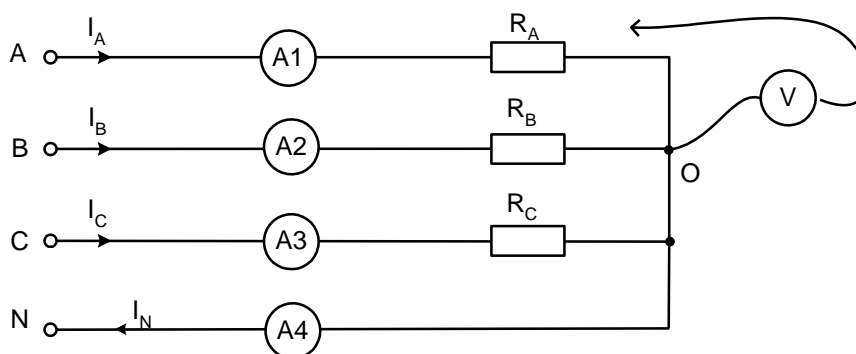 A I_A A1 R_A
V
B I_B A2 R_B
O
C I_C A3 R_C
N I_N A4